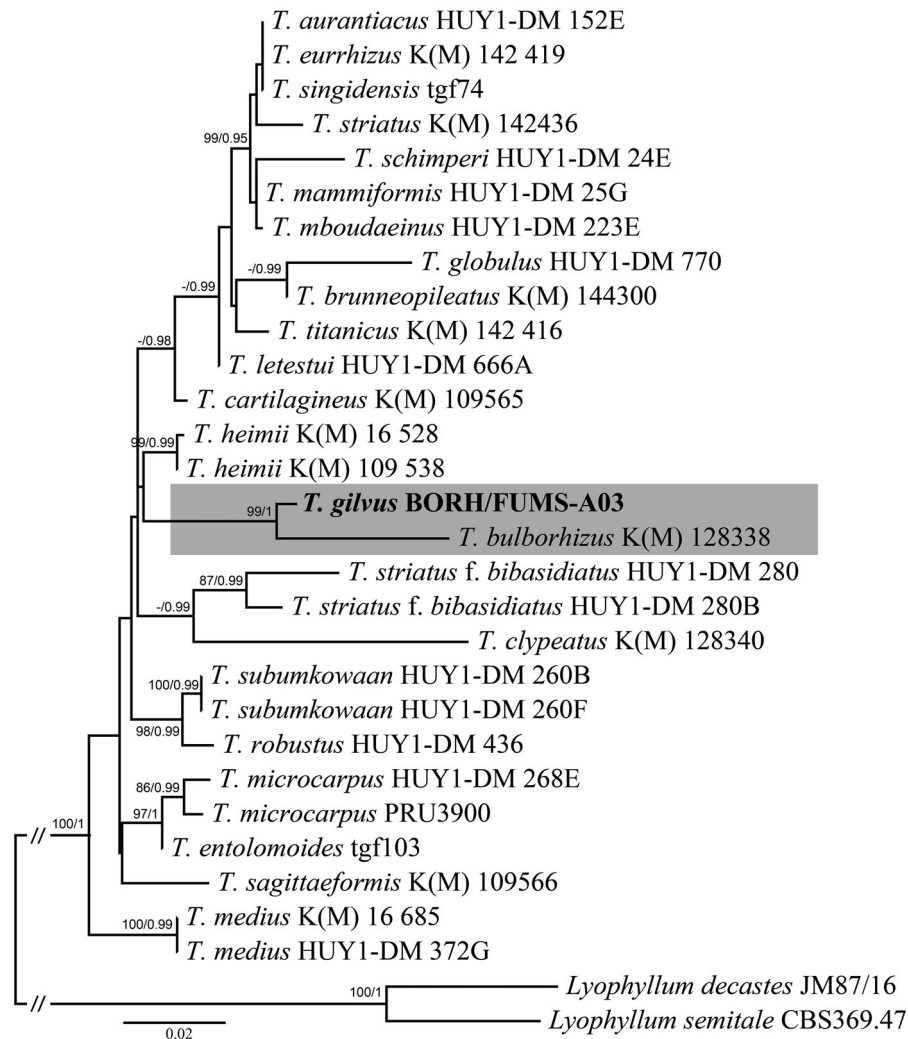 T. aurantiacus HUY1-DM 152E
T. eurrhizus K(M) 142 419
T. singidensis tgf74
T. striatus K(M) 142436
99/0.95
T. schimperi HUY1-DM 24E
T. mammiformis HUY1-DM 25G
T. mboudaeinus HUY1-DM 223E
T. globulus HUY1-DM 770
-/0.99
T. brunneopileatus K(M) 144300
-/0.99
T. titanicus K(M) 142 416
-/0.98
T. letestui HUY1-DM 666A
T. cartilagineus K(M) 109565
T. heimii K(M) 16 528
99/0.99
T. heimii K(M) 109 538
T. gilvus BORH/FUMS-A03
99/1
T. bulborhizus K(M) 128338
T. striatus f. bibasidiatus HUY1-DM 280
87/0.99
T. striatus f. bibasidiatus HUY1-DM 280B
-/0.99
T. clypeatus K(M) 128340
T. subumkowaan HUY1-DM 260B
100/0.99
T. subumkowaan HUY1-DM 260F
98/0.99
T. robustus HUY1-DM 436
T. microcarpus HUY1-DM 268E
86/0.99
T. microcarpus PRU3900
97/1
100/1
//
T. entolomoides tgf103
T. sagittaeformis K(M) 109566
T. medius K(M) 16 685
100/0.99
T. medius HUY1-DM 372G
Lyophyllum decastes JM87/16
100/1
//
Lyophyllum semitale CBS369.47
0.02